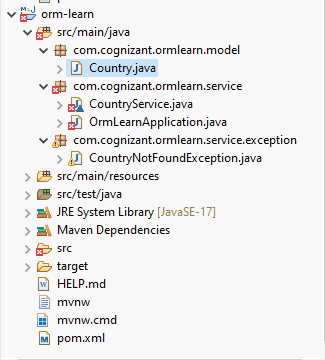 orm-learn
src/main/java
com.cognizant.ormlearn.model
Country.java
com.cognizant.ormlearn.service
CountryService.java
OrmLearnApplication.java
com.cognizant.ormlearn.service.exception
CountryNotFoundException.java
src/main/resources
src/test/java
JRE System Library [JavaSE-17]
Maven Dependencies
src
target
HELP.md
mvnw
mvnw.cmd
pom.xml